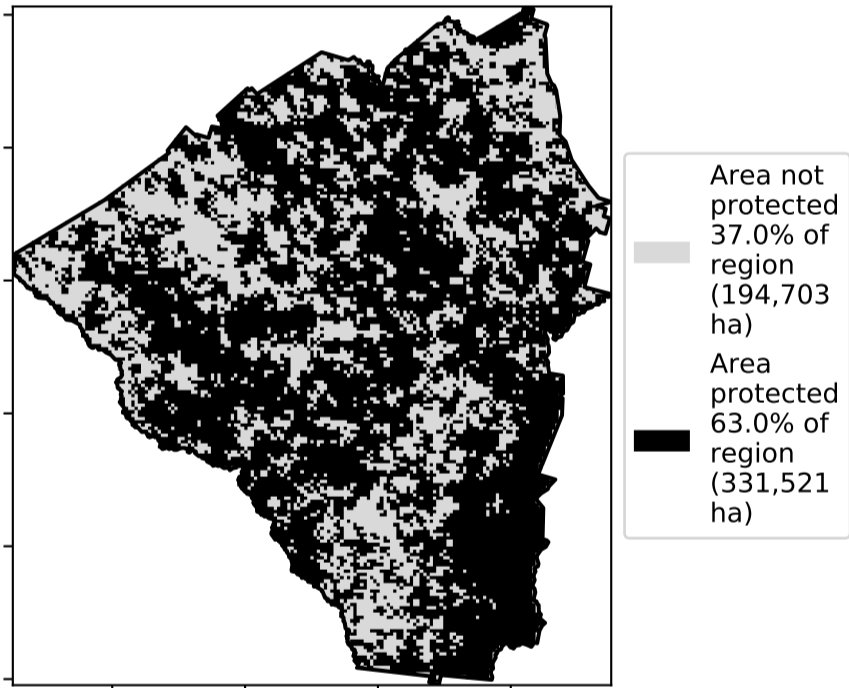 Area not
protected
37.0% of
region
(194,703
ha)
Area
protected
63.0% of
region
(331,521
ha)